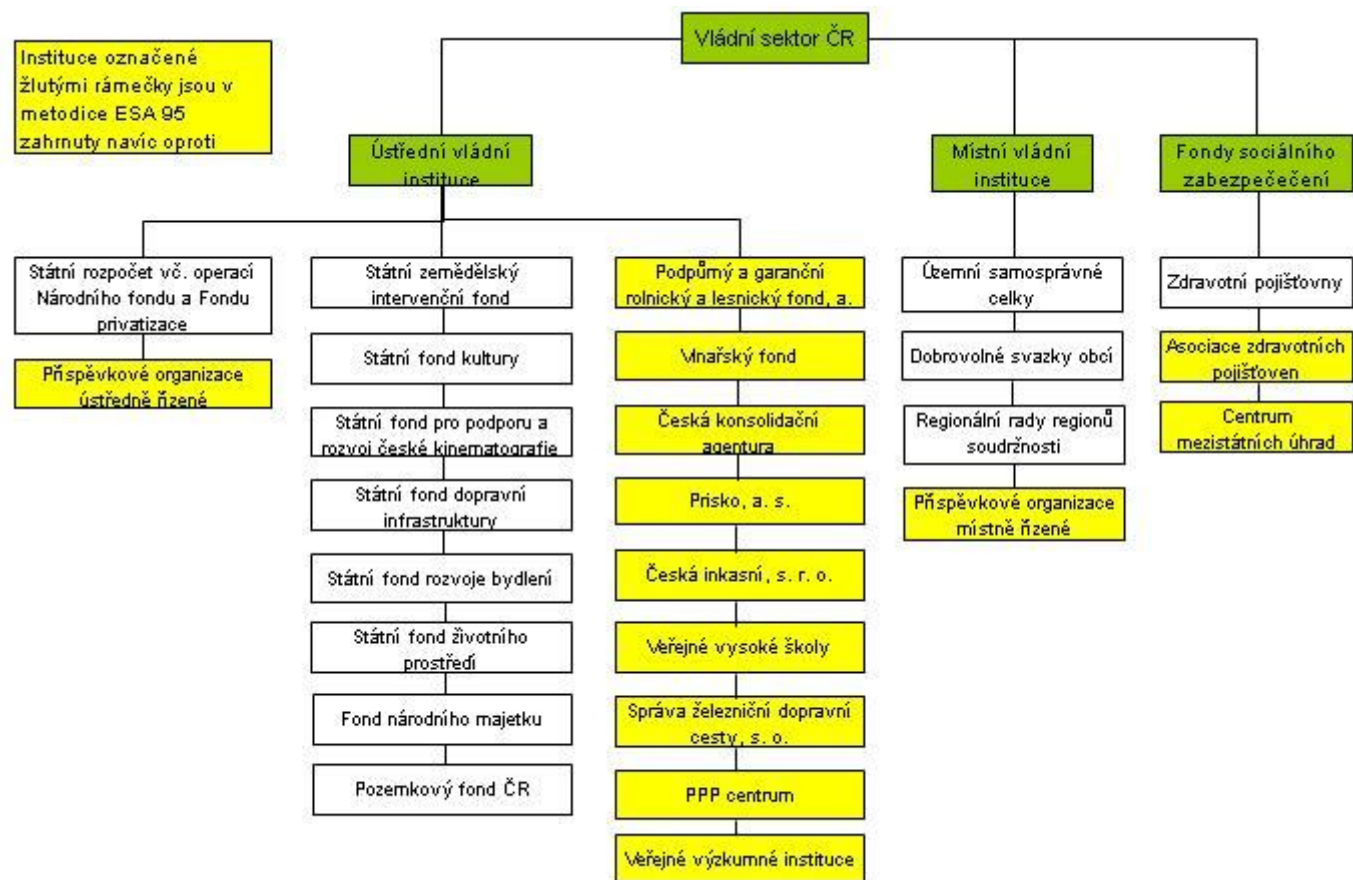 Vládní sektor ČR
Instituce označené
žlutými rámečky jsou v
metodice ESA 95
zahrnuty navíc oproti
Ústřední vládní
instituce
Místní vládní
instituce
Fondy sociálního
zabezpečečení
Státní rozpočet vč. operací
Národního fondu a Fondu
privatizace
Příspěvkové organizace
ústředně řízené
Státní zemědělský
intervenční fond
Státní fond kultury
Státní fond pro podporu a
rozvoj české kinematografie
Státní fond dopravní
infrastruktury
Státní fond rozvoje bydlení
Státní fond životního
prostředí
Fond národního majetku
Pozemkový fond ČR
Podpůrný a garanční
rolnický a lesnický fond, a.
Vinařský fond
Česká konsolidační
agentura
Prisko, a. s.
Česká inkasní, s. r. o.
Veřejné vysoké školy
Správa železniční dopravní
cesty, s. o.
PPP centrum
Veřejné výzkumné instituce
Územní samosprávné
celky
Dobrovolné svazky obcí
Regionální rady regionů
soudržnosti
Příspěvkové organizace
místně řízené
Zdravotní pojišťovny
Asociace zdravotních
pojišťoven
Centrum
mezistátních úhrad